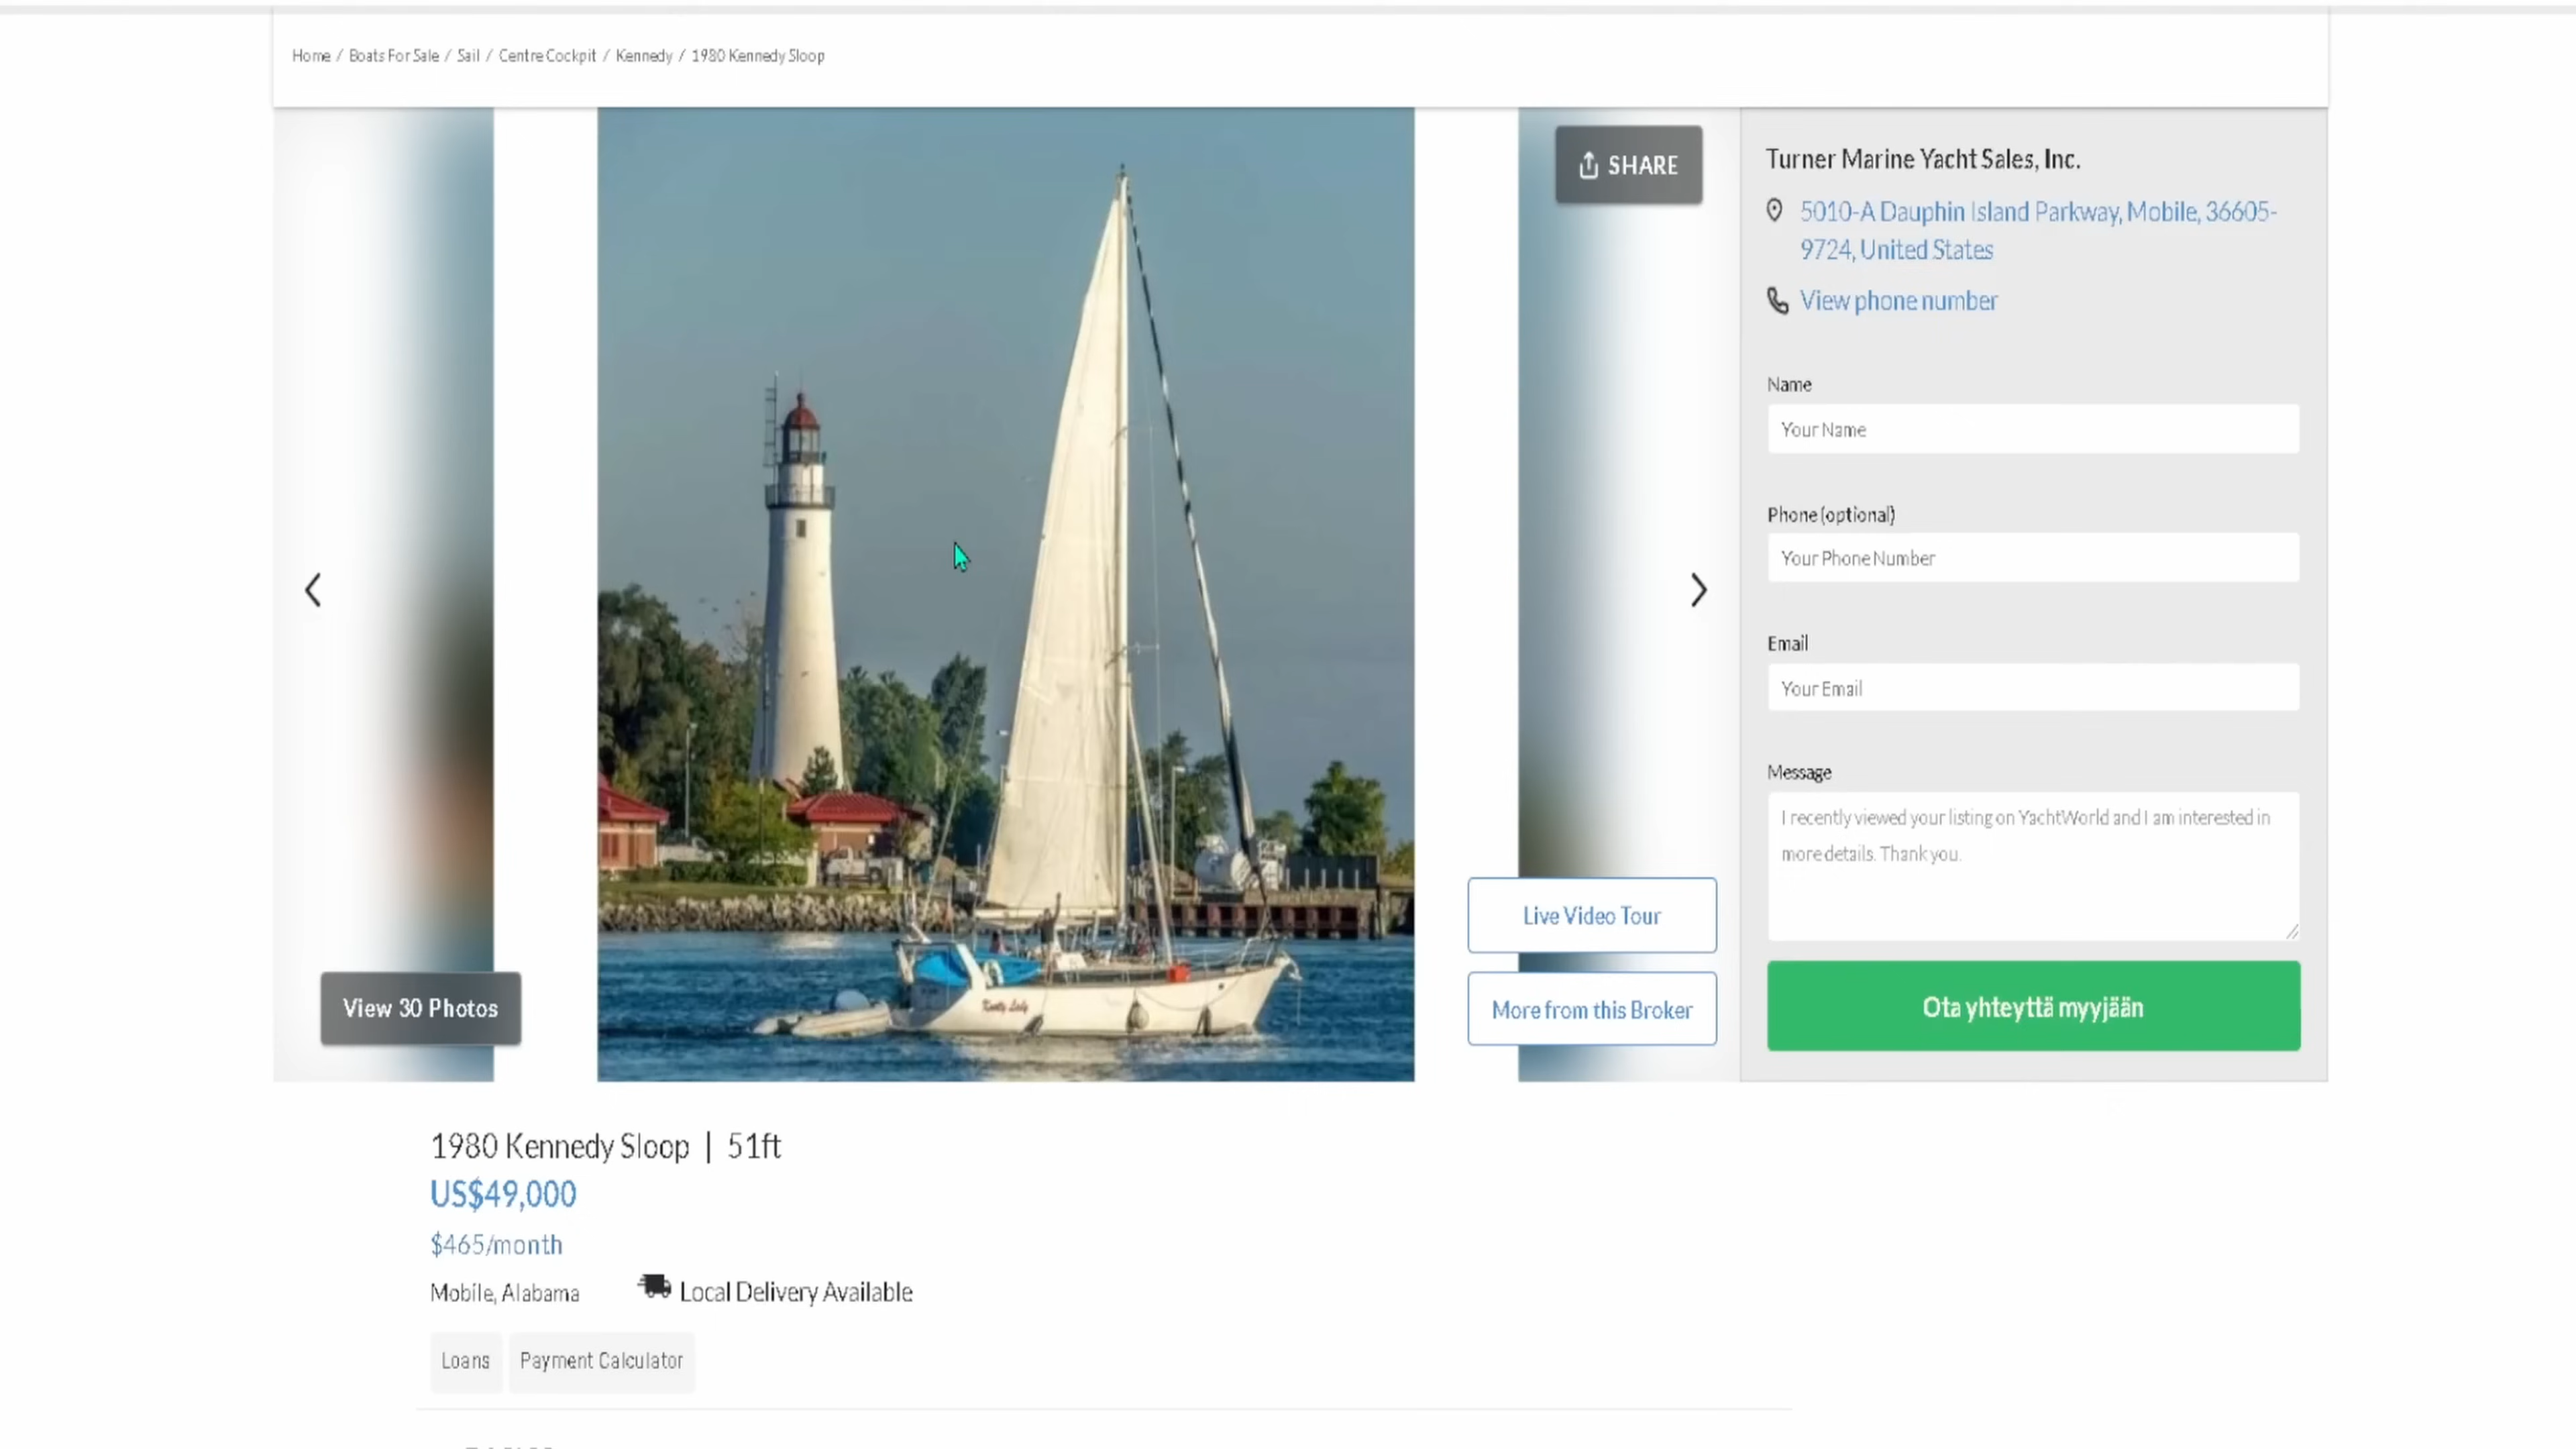 Home / Boats For Sale / Sail / Centre Cockpit / Kennedy / 1980 Kennedy Sloop
SHARE
View 30 Photos
Live Video Tour
More from this Broker
Turner Marine Yacht Sales, Inc.
5010-A Dauphin Island Parkway, Mobile, 36605-
9724, United States
View phone number
Name
Your Name
Phone (optional)
Your Phone Number
Email
Your Email
Message
I recently viewed your listing on YachtWorld and I am interested in
more details. Thank you.
Ota yhteyttä myyjään
1980 Kennedy Sloop | 51ft
US$49,000
$465/month
Mobile, Alabama
Local Delivery Available
Loans
Payment Calculator